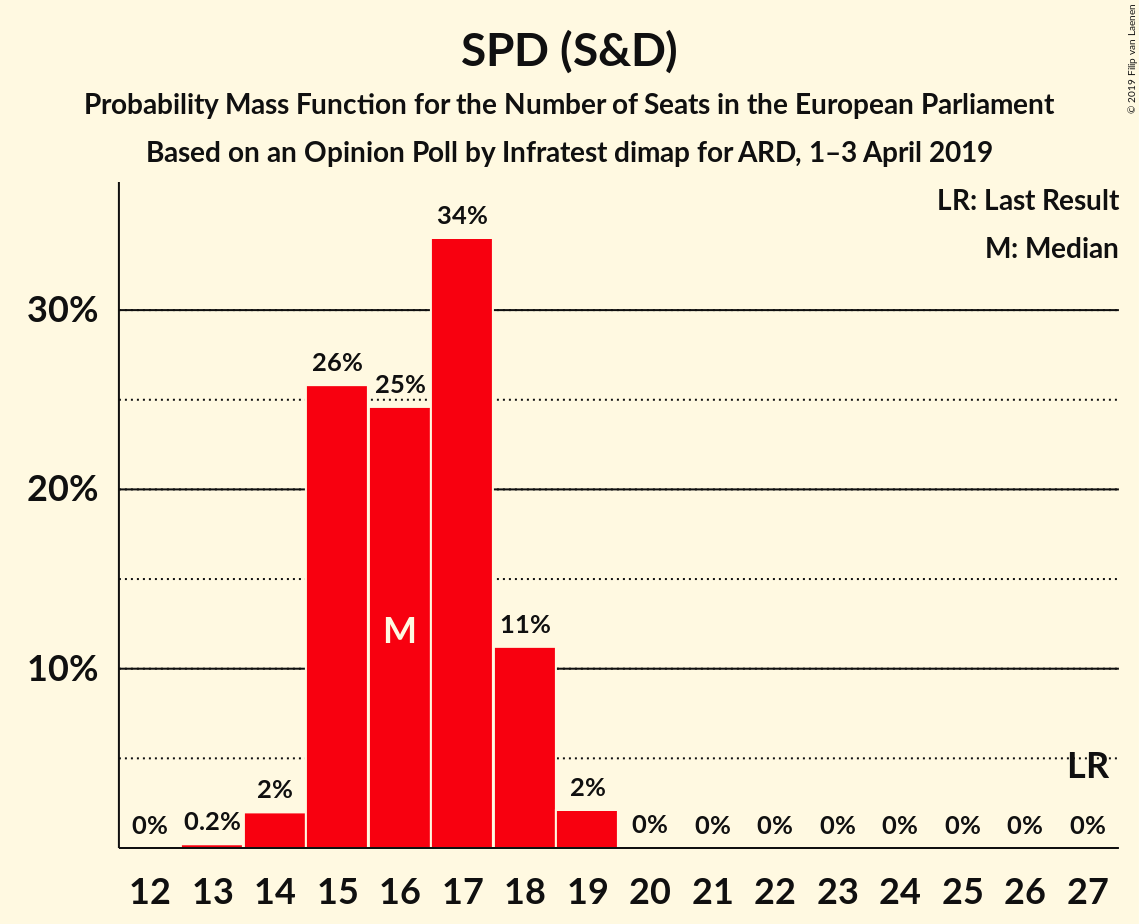 SPD (S&D)
Probability Mass Function for the Number of Seats in the European Parliament
Based on an Opinion Poll by Infratest dimap for ARD, 1–3 April 2019
© 2019 Filip van Laenen
LR: Last Result
M: Median
34%
30%
26%
25%
20%
M
11%
10%
LR
0%
0.2%
2%
2%
0%
0%
0%
0%
0%
0%
0%
0%
12 13 14 15 16 17 18 19 20 21 22 23 24 25 26 27